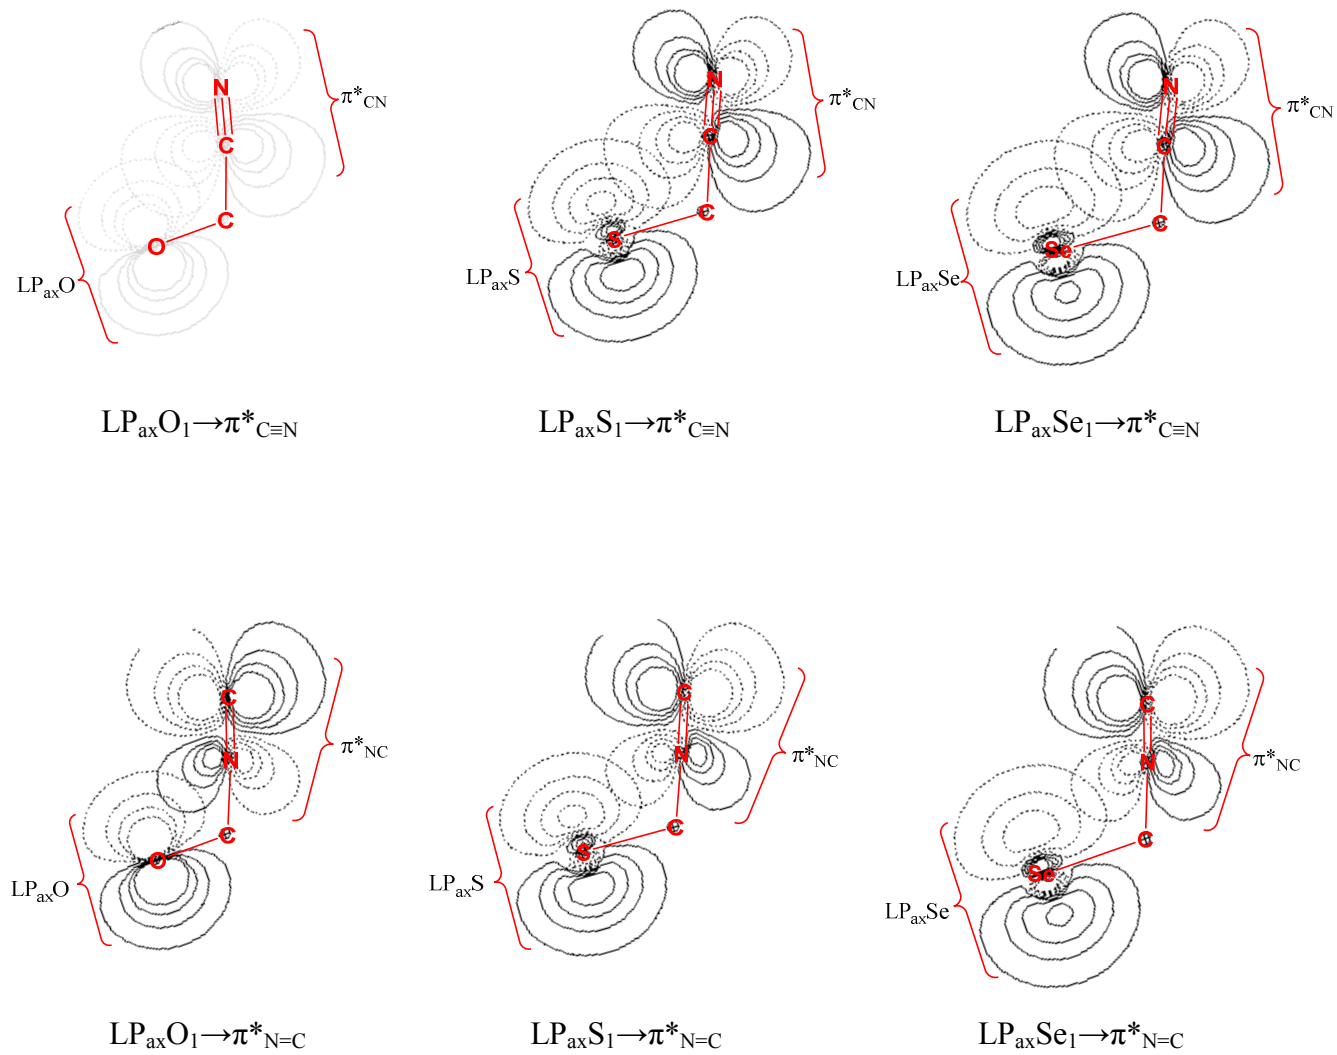 N
C
C
O
π*CN
LPaxO
N
C
C
S
π*CN
LPaxS
N
C
C
Se
π*CN
LPaxSe
LPaxO1→π*C≡N
LPaxS1→π*C≡N
LPaxSe1→π*C≡N
C
N
C
O
π*NC
LPaxO
C
N
C
S
π*NC
LPaxS
C
N
C
Se
π*NC
LPaxSe
LPaxO1→π*N=C
LPaxS1→π*N=C
LPaxSe1→π*N=C